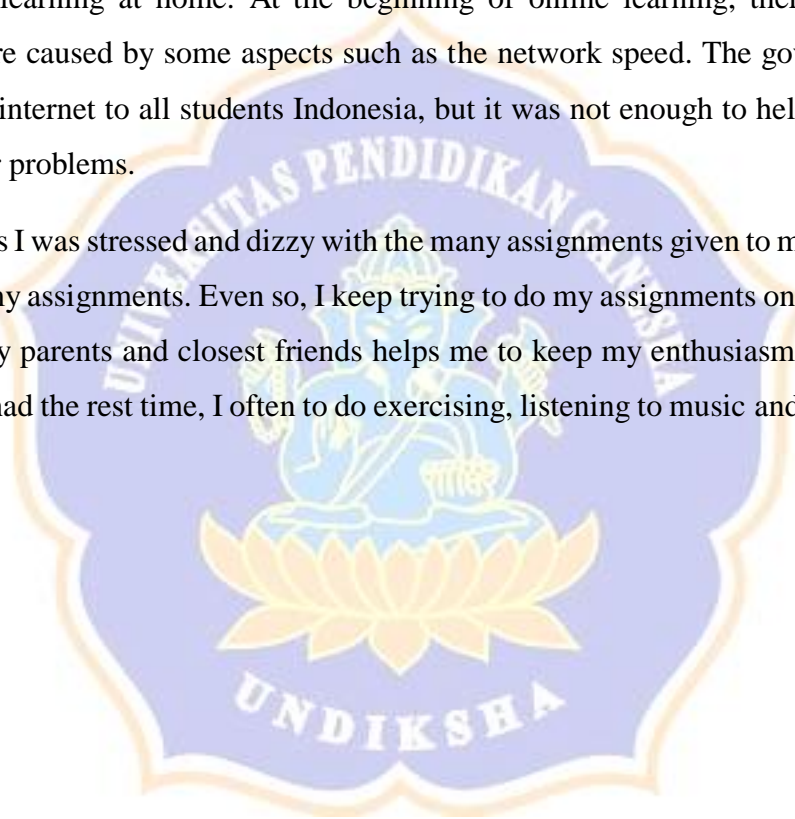 learning at home. At the beginning of online learning, ther
re caused by some aspects such as the network speed. The go
internet to all students Indonesia, but it was not enough to hel
r problems.
s I was stressed and dizzy with the many assignments given to m
ny assignments. Even so, I keep trying to do my assignments on
y parents and closest friends helps me to keep my enthusiasm
had the rest time, I often to do exercising, listening to music and
UNIVERSITAS PENDIDIKAN GANESHA
UNDIKSHA